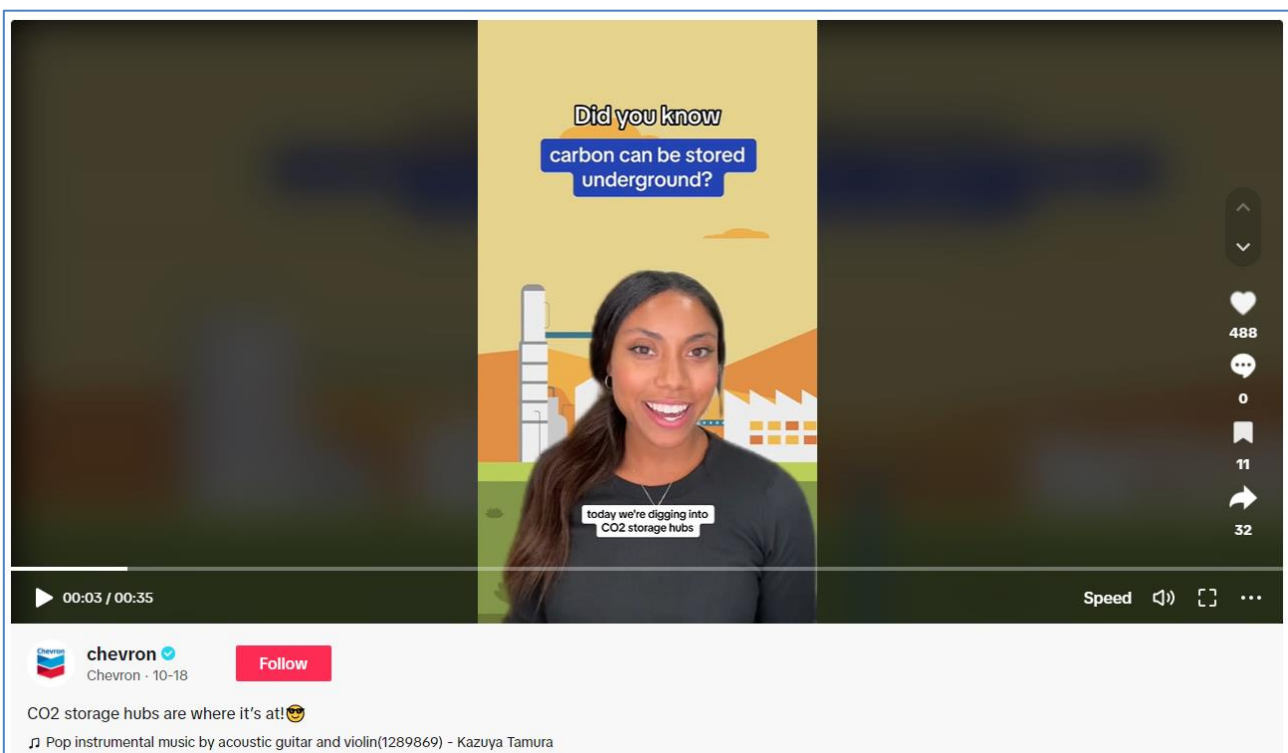 Did you know
carbon can be stored
underground?
today we're digging into
CO2 storage hubs
488
0
11
32
00:03 / 00:35
Speed
Chevron
chevron
Chevron · 10-18
Follow
CO2 storage hubs are where it's at!😎
♫ Pop instrumental music by acoustic guitar and violin(1289869) - Kazuya Tamura